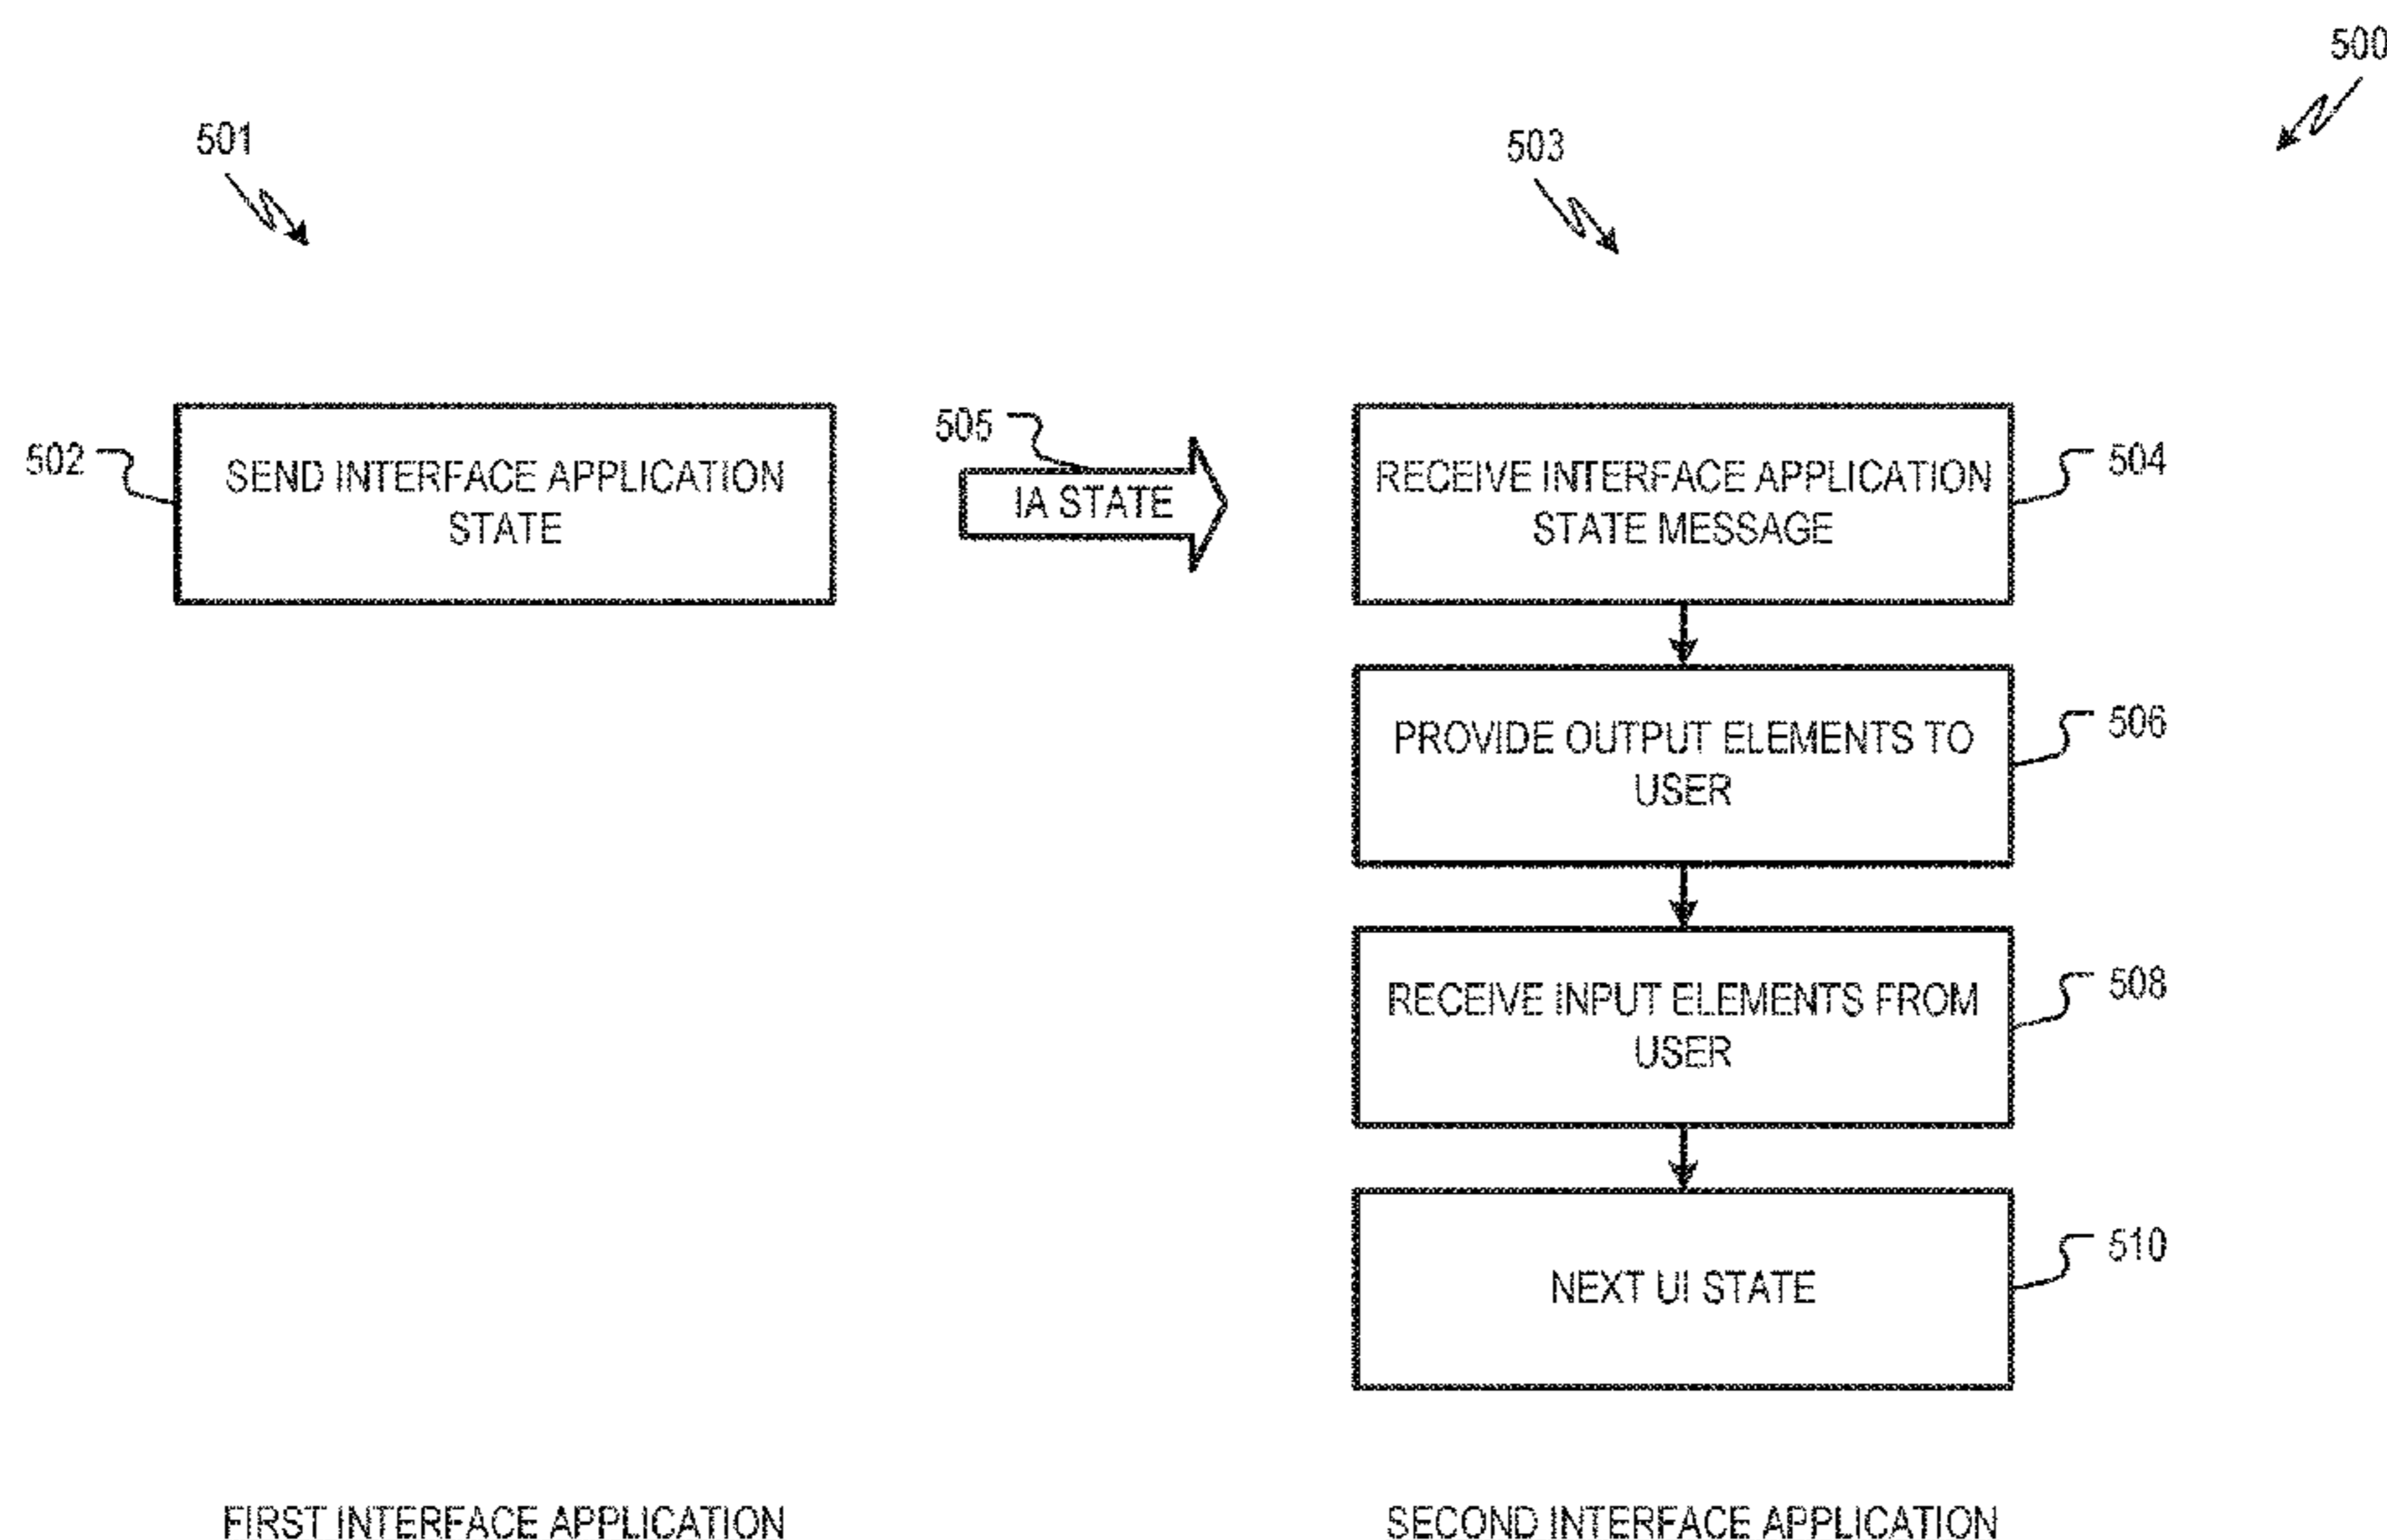 500
501
503
502
SEND INTERFACE APPLICATION
STATE
505
IA STATE
RECEIVE INTERFACE APPLICATION
STATE MESSAGE
504
PROVIDE OUTPUT ELEMENTS TO
USER
506
RECEIVE INPUT ELEMENTS FROM
USER
508
NEXT UI STATE
510
FIRST INTERFACE APPLICATION
SECOND INTERFACE APPLICATION